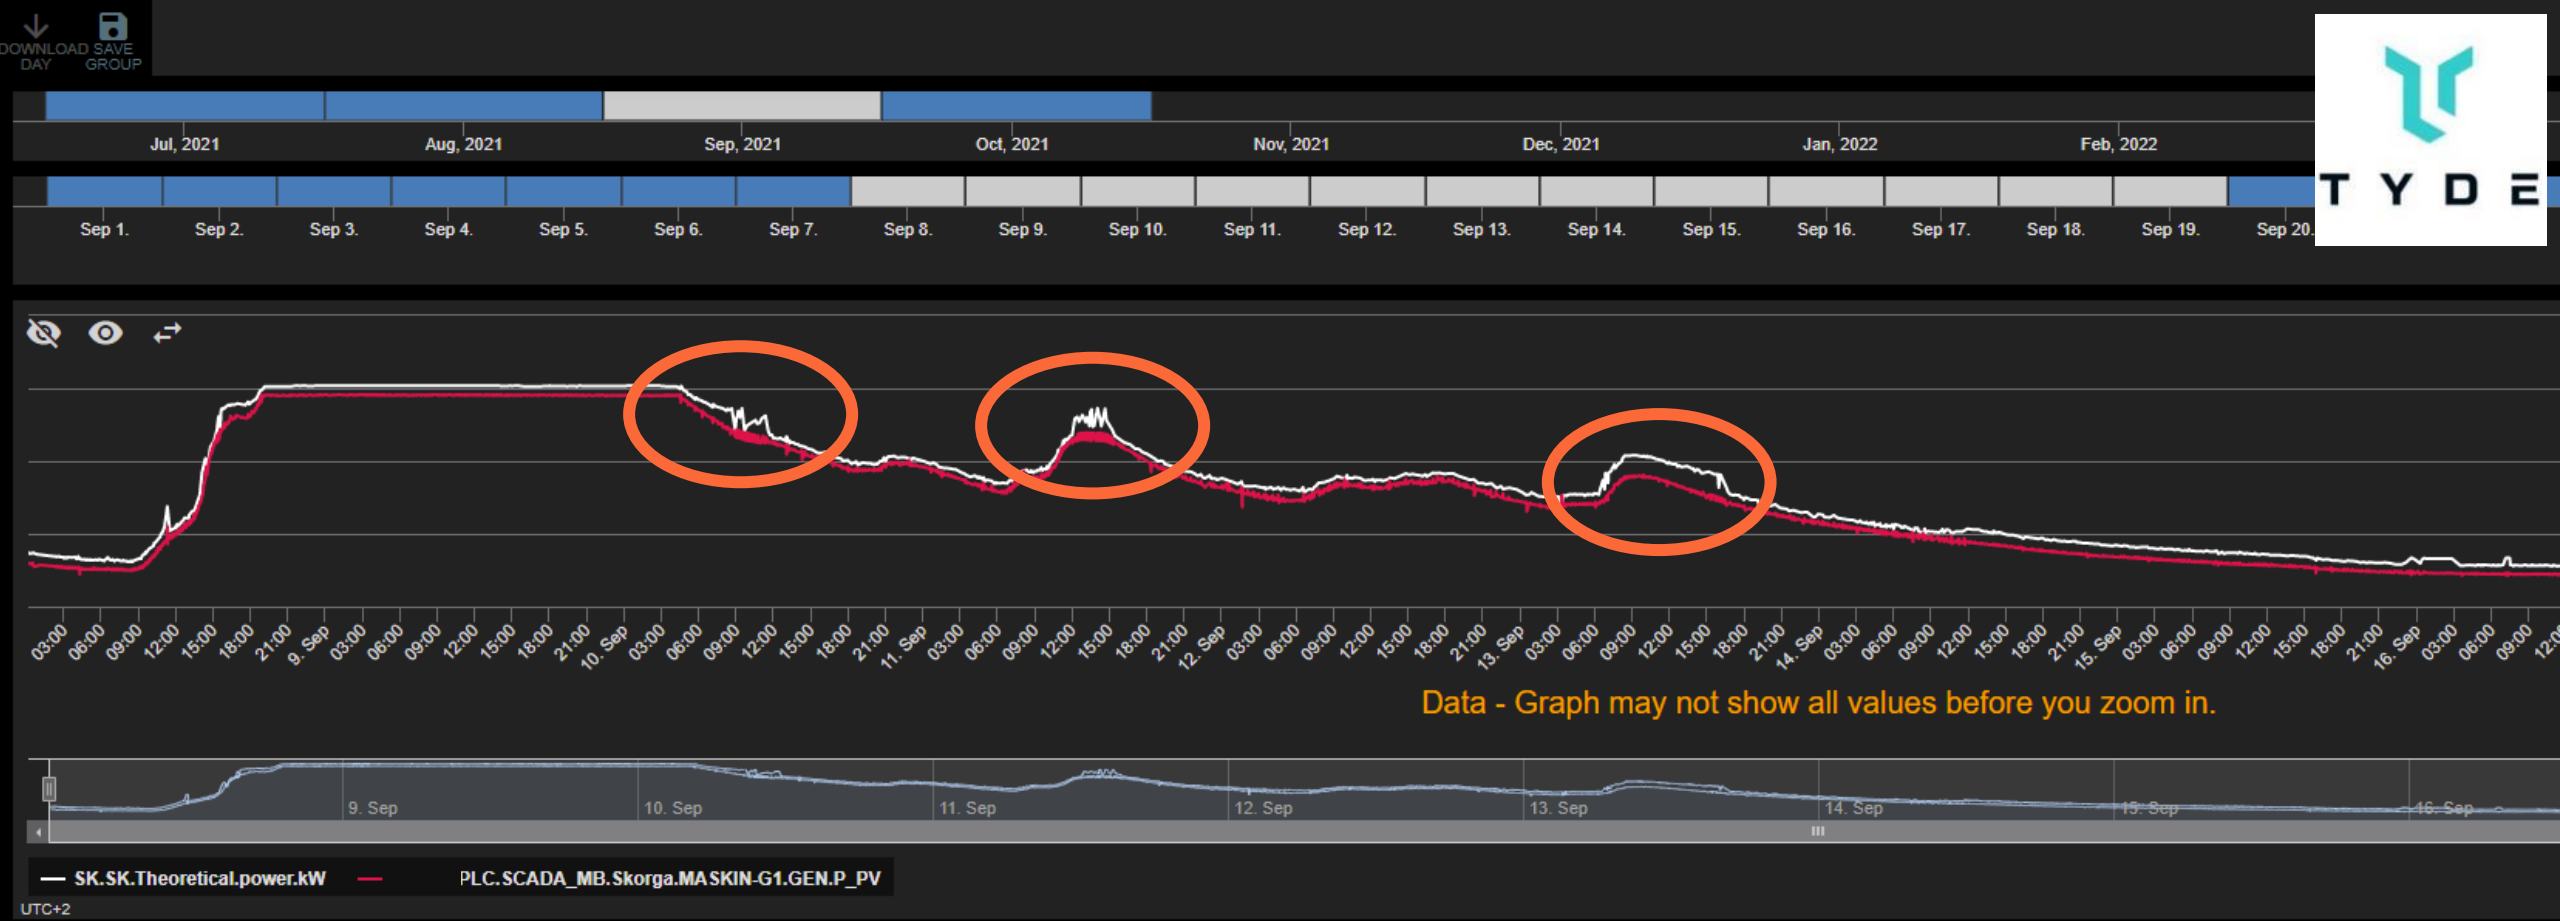 DOWNLOAD DAY
SAVE GROUP
Jul, 2021 Aug, 2021 Sep, 2021 Oct, 2021 Nov, 2021 Dec, 2021 Jan, 2022 Feb, 2022
TYDE
Sep 1. Sep 2. Sep 3. Sep 4. Sep 5. Sep 6. Sep 7. Sep 8. Sep 9. Sep 10. Sep 11. Sep 12. Sep 13. Sep 14. Sep 15. Sep 16. Sep 17. Sep 18. Sep 19. Sep 20.
03:00 06:00 09:00 12:00 15:00 18:00 21:00 9. Sep 03:00 06:00 09:00 12:00 15:00 18:00 21:00 10. Sep 03:00 06:00 09:00 12:00 15:00 18:00 21:00 11. Sep 03:00 06:00 09:00 12:00 15:00 18:00 21:00 12. Sep 03:00 06:00 09:00 12:00 15:00 18:00 21:00 13. Sep 03:00 06:00 09:00 12:00 15:00 18:00 21:00 14. Sep 03:00 06:00 09:00 12:00 15:00 18:00 21:00 15. Sep 03:00 06:00 09:00 12:00 15:00 18:00 21:00 16. Sep 03:00 06:00 09:00
Data - Graph may not show all values before you zoom in.
9. Sep 10. Sep 11. Sep 12. Sep 13. Sep 14. Sep 15. Sep 16. Sep
SK.SK.Theoretical.power.kW PLC.SCADA_MB.Skorga.MASKIN-G1.GEN.P_PV
UTC+2